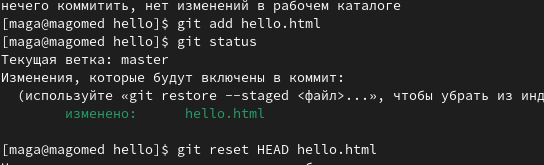 нечего коммитить, нет изменений в рабочем каталоге
[maga@magomed hello]$ git add hello.html
[maga@magomed hello]$ git status
Текущая ветка: master
Изменения, которые будут включены в коммит:
  (используйте «git restore --staged <файл>...», чтобы убрать из инд
        изменено:      hello.html

[maga@magomed hello]$ git reset HEAD hello.html